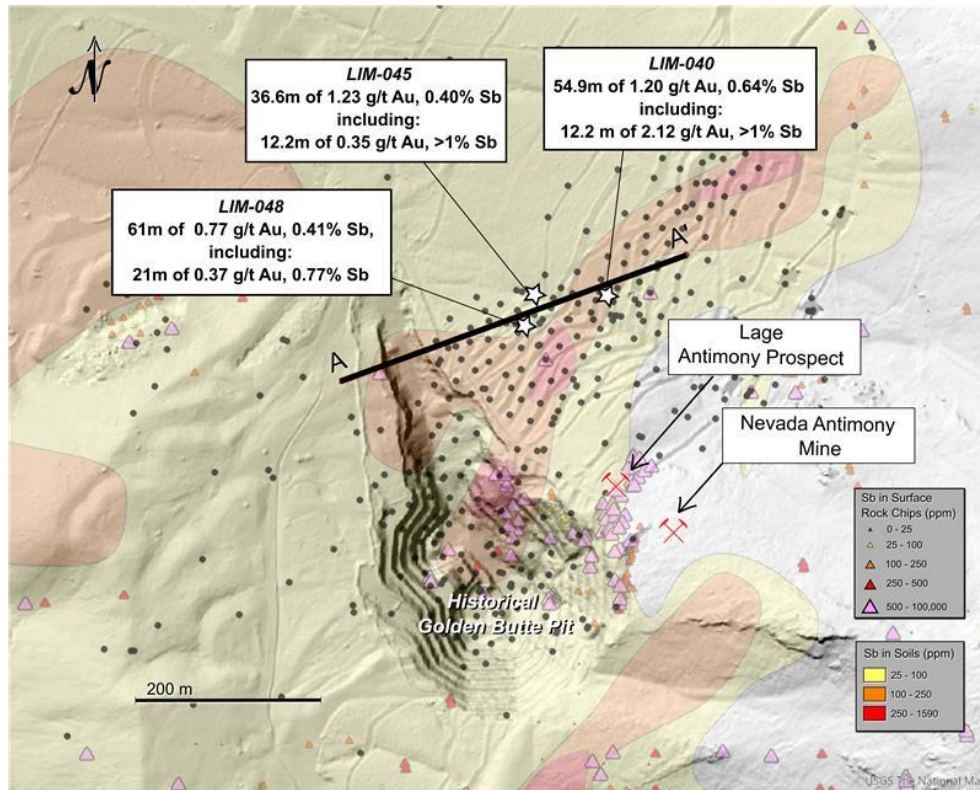 N
LIM-045
36.6m of 1.23 g/t Au, 0.40% Sb
including:
12.2m of 0.35 g/t Au, >1% Sb
LIM-040
54.9m of 1.20 g/t Au, 0.64% Sb
including:
12.2 m of 2.12 g/t Au, >1% Sb
LIM-048
61m of 0.77 g/t Au, 0.41% Sb,
including:
21m of 0.37 g/t Au, 0.77% Sb
A'
A
Lage
Antimony Prospect
Nevada Antimony
Mine
Historical
Golden Butte Pit
200 m
Sb in Surface
Rock Chips (ppm)
0 - 25
25 - 100
100 - 250
250 - 500
500 - 100,000
Sb in Soils (ppm)
25 - 100
100 - 250
250 - 1590
USGS The National Ma